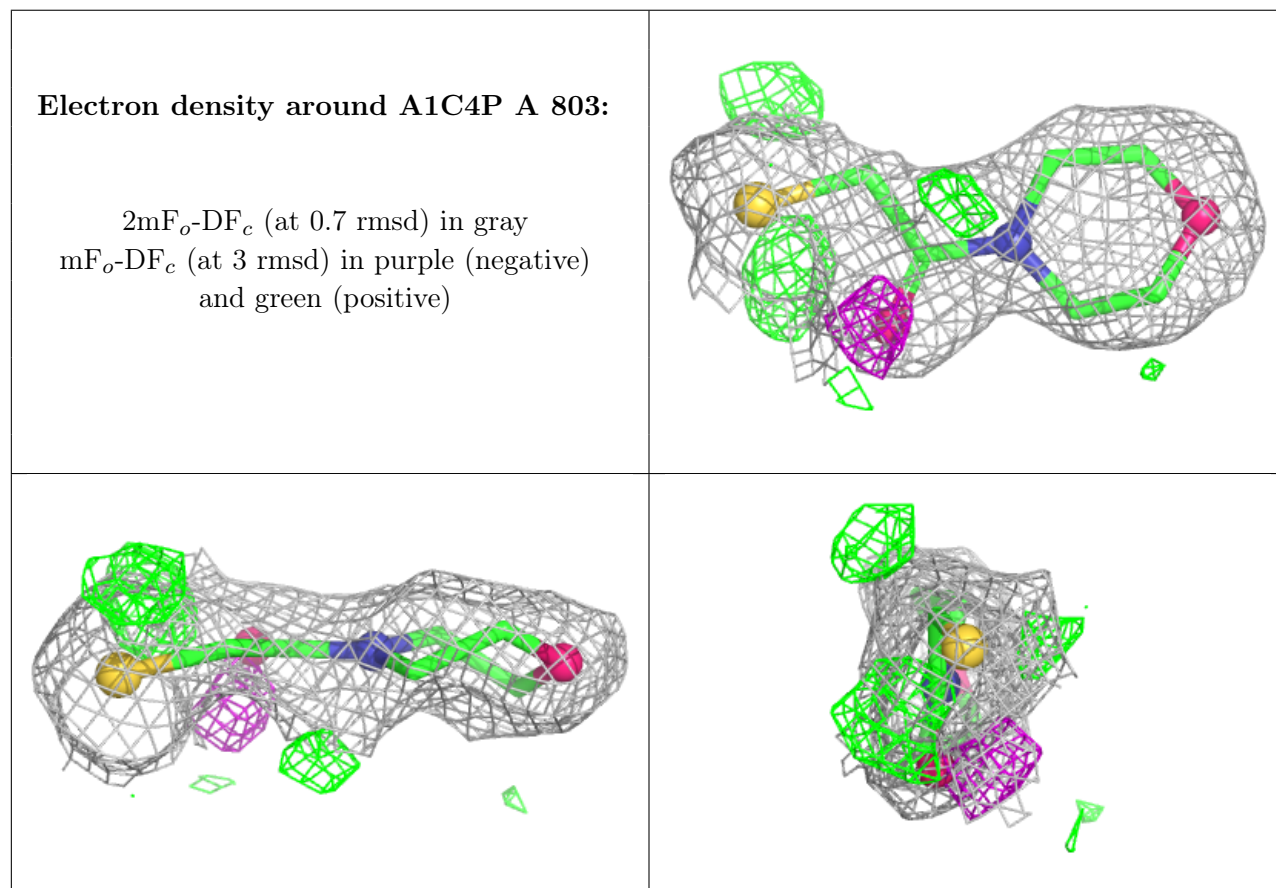 Electron density around A1C4P A 803:
2mFo-DFc (at 0.7 rmsd) in gray
mFo-DFc (at 3 rmsd) in purple (negative)
and green (positive)